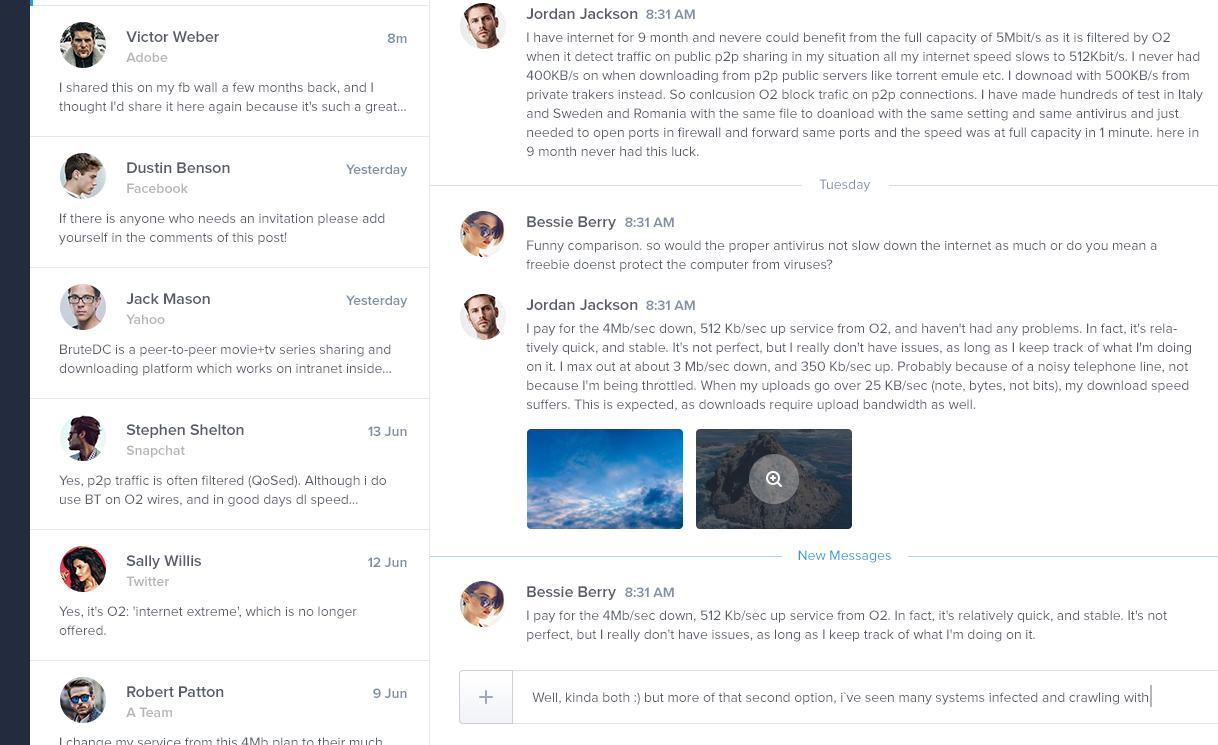 Victor Weber
8m
Adobe
I shared this on my fb wall a few months back, and I
thought I'd share it here again because it's such a great...
Dustin Benson
Yesterday
Facebook
If there is anyone who needs an invitation please add
yourself in the comments of this post!
Jack Mason
Yesterday
Yahoo
BruteDC is a peer-to-peer movie+tv series sharing and
downloading platform which works on intranet inside...
Stephen Shelton
13 Jun
Snapchat
Yes, p2p traffic is often filtered (QoSed). Although i do
use BT on O2 wires, and in good days dl speed...
Sally Willis
12 Jun
Twitter
Yes, it's O2: 'internet extreme', which is no longer
offered.
Robert Patton
9 Jun
A Team
I change my service from this 4Mb plan to their much
Jordan Jackson 8:31 AM
I have internet for 9 month and nevere could benefit from the full capacity of 5Mbit/s as it is filtered by O2
when it detect traffic on public p2p sharing in my situation all my internet speed slows to 512Kbit/s. I never had
400KB/s on when downloading from p2p public servers like torrent emule etc. I downoad with 500KB/s from
private trakers instead. So conlcusion O2 block trafic on p2p connections. I have made hundreds of test in Italy
and Sweden and Romania with the same file to doanload with the same setting and same antivirus and just
needed to open ports in firewall and forward same ports and the speed was at full capacity in 1 minute. here in
9 month never had this luck.
Tuesday
Bessie Berry 8:31 AM
Funny comparison. so would the proper antivirus not slow down the internet as much or do you mean a
freebie doenst protect the computer from viruses?
Jordan Jackson 8:31 AM
I pay for the 4Mb/sec down, 512 Kb/sec up service from O2, and haven't had any problems. In fact, it's rela-
tively quick, and stable. It's not perfect, but I really don't have issues, as long as I keep track of what I'm doing
on it. I max out at about 3 Mb/sec down, and 350 Kb/sec up. Probably because of a noisy telephone line, not
because I'm being throttled. When my uploads go over 25 KB/sec (note, bytes, not bits), my download speed
suffers. This is expected, as downloads require upload bandwidth as well.
New Messages
Bessie Berry 8:31 AM
I pay for the 4Mb/sec down, 512 Kb/sec up service from O2. In fact, it's relatively quick, and stable. It's not
perfect, but I really don't have issues, as long as I keep track of what I'm doing on it.
Well, kinda both :) but more of that second option, i`ve seen many systems infected and crawling with